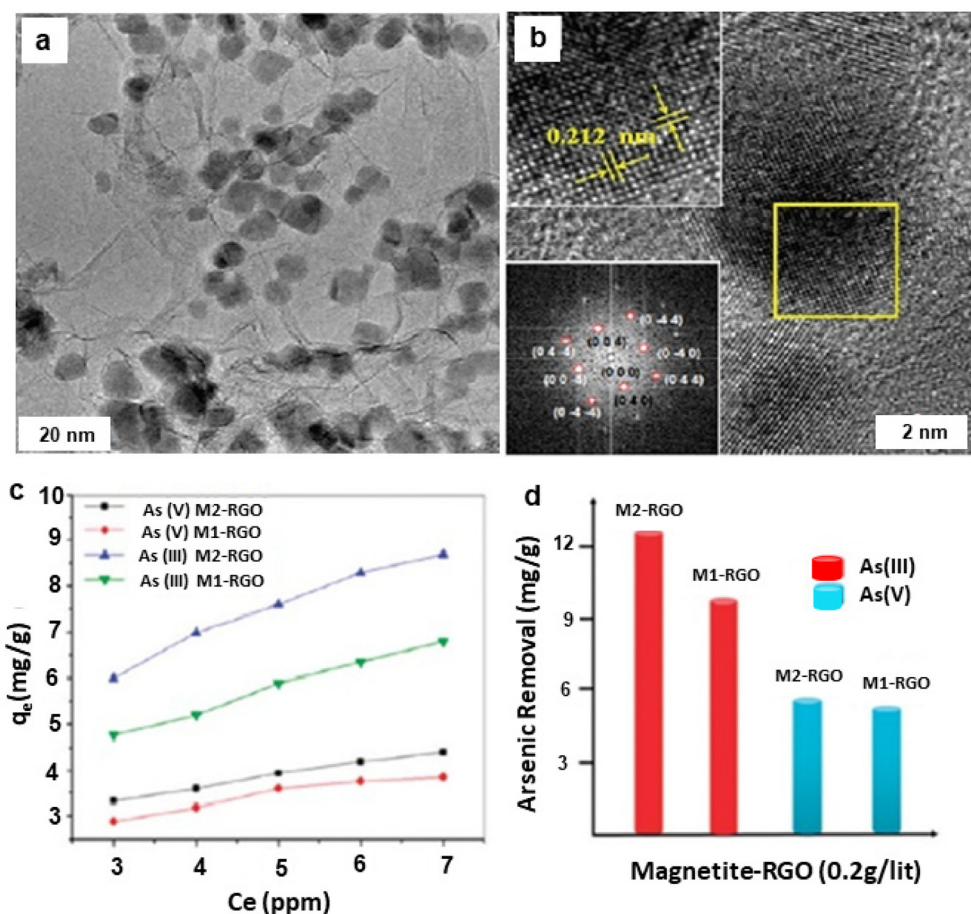 a
20 nm
b
0.212 nm
(0 -4 4)
(0 0 4)
(0 4 -4)
(0 -4 0)
(0 0 0)
(0 0 -4)
(0 4 4)
(0 4 0)
(0 -4 -4)
2 nm
c
10
9
8
7
6
5
4
3
qe(mg/g)
As (V) M2-RGO
As (V) M1-RGO
As (III) M2-RGO
As (III) M1-RGO
3 4 5 6 7
Ce (ppm)
d
Arsenic Removal (mg/g)
12
9
6
3
M2-RGO
M1-RGO
As(III)
As(V)
M2-RGO
M1-RGO
Magnetite-RGO (0.2g/lit)